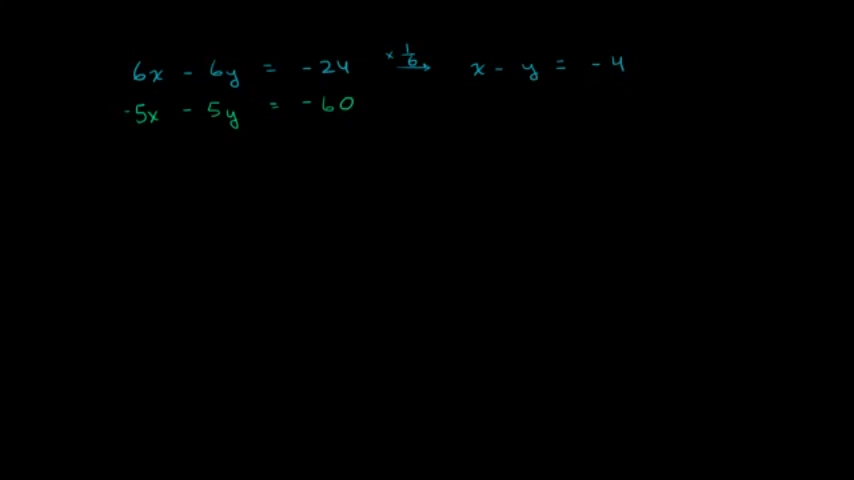 6x - 6y = -24 × 1/6 → x - y = -4
-5x - 5y = -60